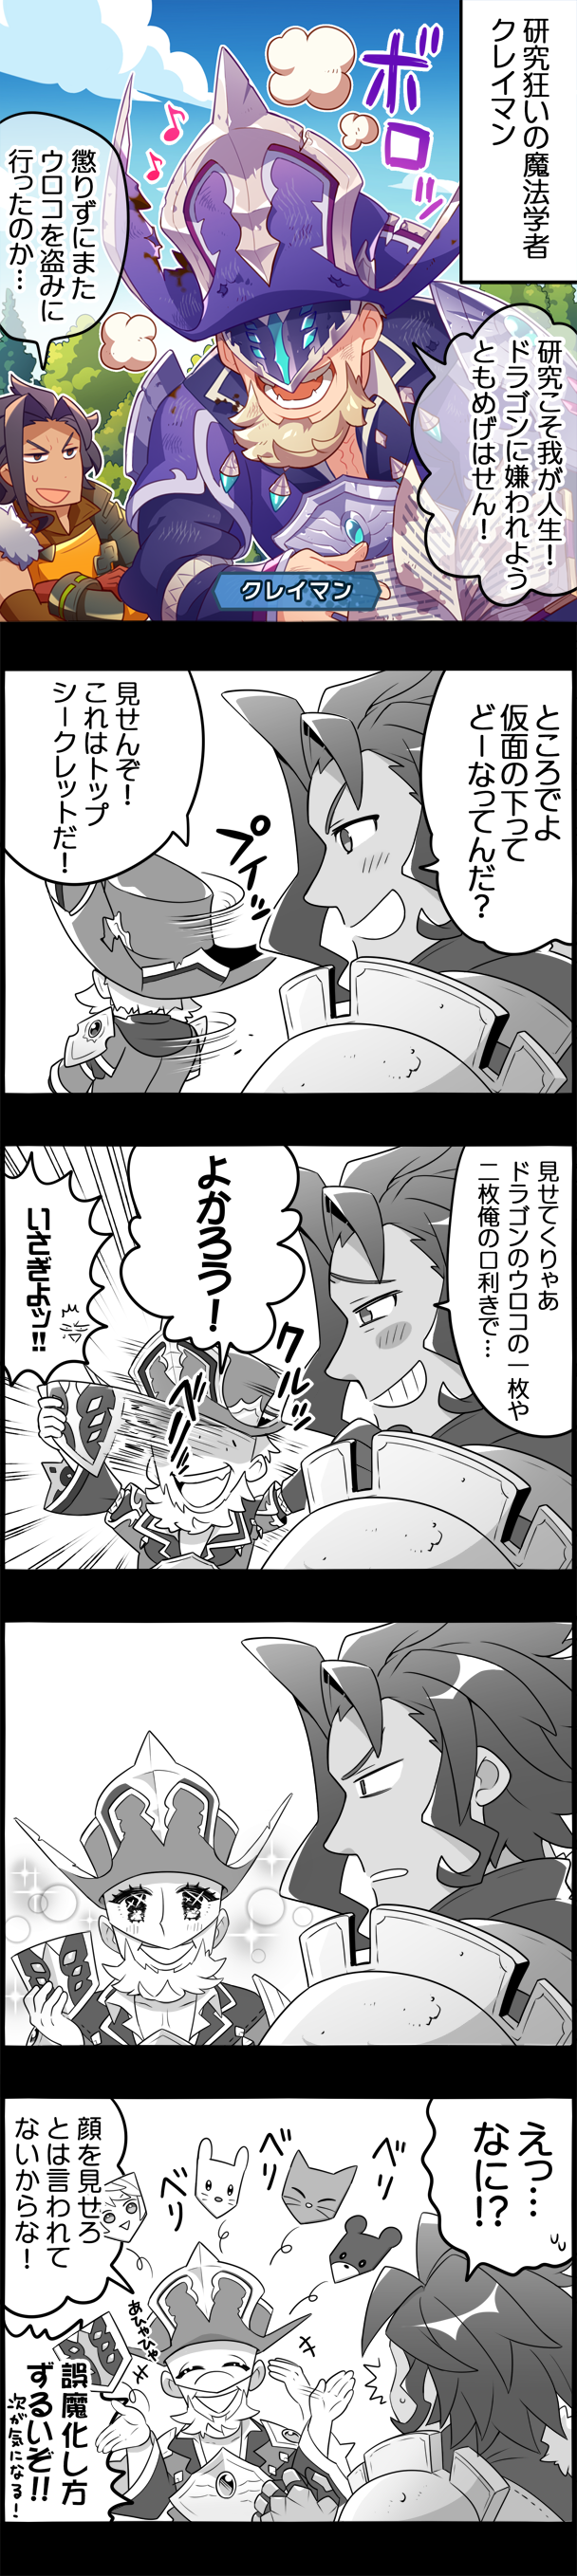 研究狂いの魔法学者
クレイマン
ボロッ
懲りずにまた
ウロコを盗みに
行ったのか…
研究こそ我が人生！
ドラゴンに嫌われよう
ともめげはせん！
クレイマン
ところでよ
仮面の下って
どーなってんだ？
見せんぞ！
これはトップ
シークレットだ！
プイッ
見せてくりゃあ
ドラゴンのウロコの一枚や
二枚俺の口利きで…
よかろう！
クルッ
ベリッ
いさぎよッ!!
えっ…
なに!?
ベリ
ベリ
ベリ
顔を見せろ
とは言われて
ないからな！
あひゃひゃ
誤魔化し方
ずるいぞ!!
次が気になる！